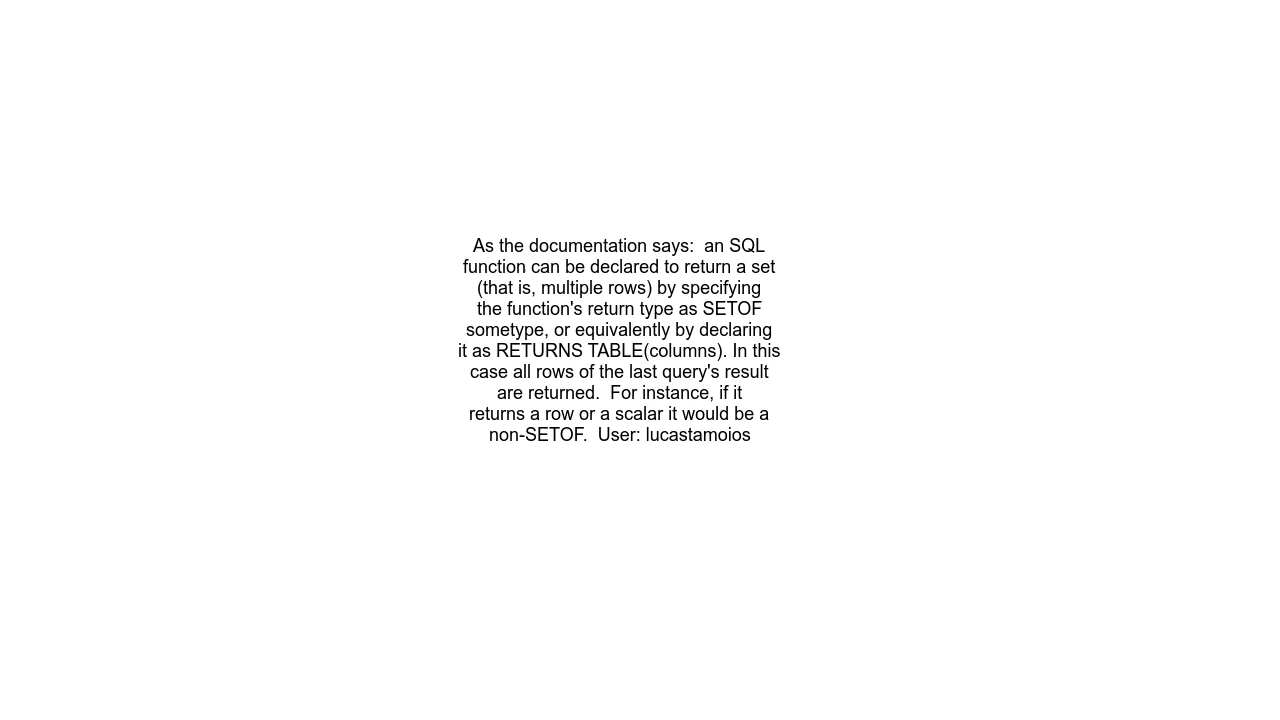 As the documentation says:  an SQL
function can be declared to return a set
(that is, multiple rows) by specifying
the function's return type as SETOF
sometype, or equivalently by declaring
it as RETURNS TABLE(columns). In this
case all rows of the last query's result
are returned.  For instance, if it
returns a row or a scalar it would be a
non-SETOF.  User: lucastamoios